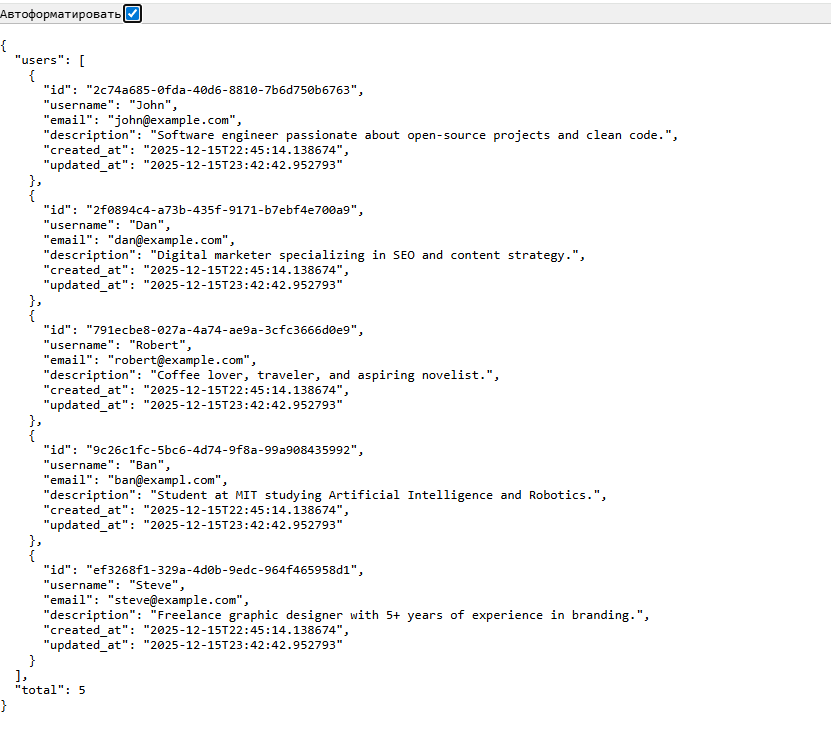 Автоформатировать
{
  "users": [
    {
      "id": "2c74a685-0fda-40d6-8810-7b6d750b6763",
      "username": "John",
      "email": "john@example.com",
      "description": "Software engineer passionate about open-source projects and clean code.",
      "created_at": "2025-12-15T22:45:14.138674",
      "updated_at": "2025-12-15T23:42:42.952793"
    },
    {
      "id": "2f0894c4-a73b-435f-9171-b7ebf4e700a9",
      "username": "Dan",
      "email": "dan@example.com",
      "description": "Digital marketer specializing in SEO and content strategy.",
      "created_at": "2025-12-15T22:45:14.138674",
      "updated_at": "2025-12-15T23:42:42.952793"
    },
    {
      "id": "791ecbe8-027a-4a74-ae9a-3cfc3666d0e9",
      "username": "Robert",
      "email": "robert@example.com",
      "description": "Coffee lover, traveler, and aspiring novelist.",
      "created_at": "2025-12-15T22:45:14.138674",
      "updated_at": "2025-12-15T23:42:42.952793"
    },
    {
      "id": "9c26c1fc-5bc6-4d74-9f8a-99a908435992",
      "username": "Ban",
      "email": "ban@exampl.com",
      "description": "Student at MIT studying Artificial Intelligence and Robotics.",
      "created_at": "2025-12-15T22:45:14.138674",
      "updated_at": "2025-12-15T23:42:42.952793"
    },
    {
      "id": "ef3268f1-329a-4d0b-9edc-964f465958d1",
      "username": "Steve",
      "email": "steve@example.com",
      "description": "Freelance graphic designer with 5+ years of experience in branding.",
      "created_at": "2025-12-15T22:45:14.138674",
      "updated_at": "2025-12-15T23:42:42.952793"
    }
  ],
  "total": 5
}